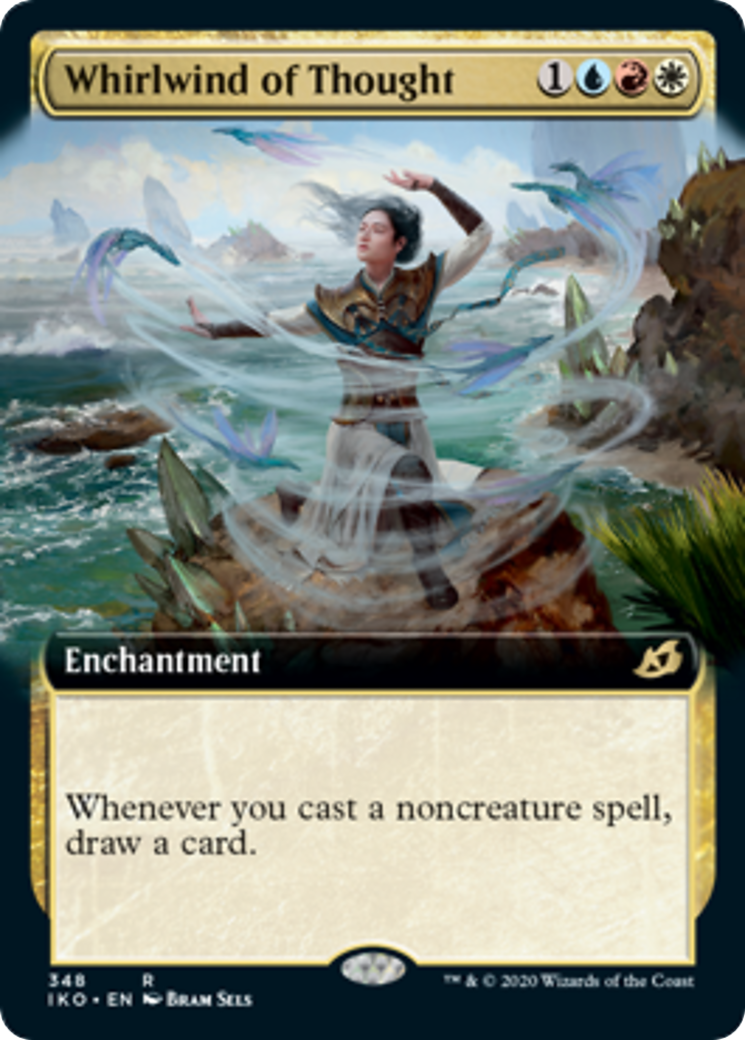 Whirlwind of Thought 1
Enchantment
Whenever you cast a noncreature spell,
draw a card.
348 R
IKO • EN Bram Sels
™ & © 2020 Wizards of the Coast